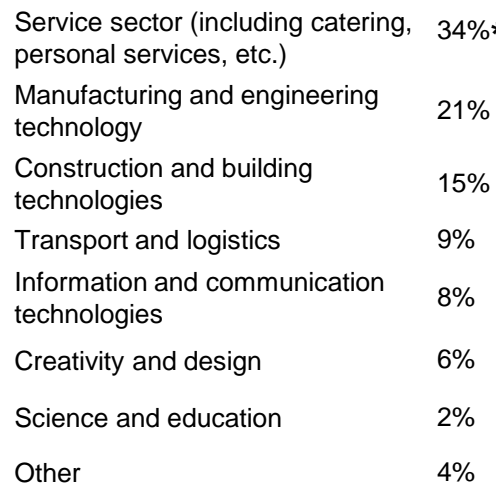 Service sector (including catering, 34%*
personal services, etc.)
Manufacturing and engineering 21%
technology
Construction and building 15%
technologies
Transport and logistics 9%
Information and communication 8%
technologies
Creativity and design 6%
Science and education 2%
Other 4%